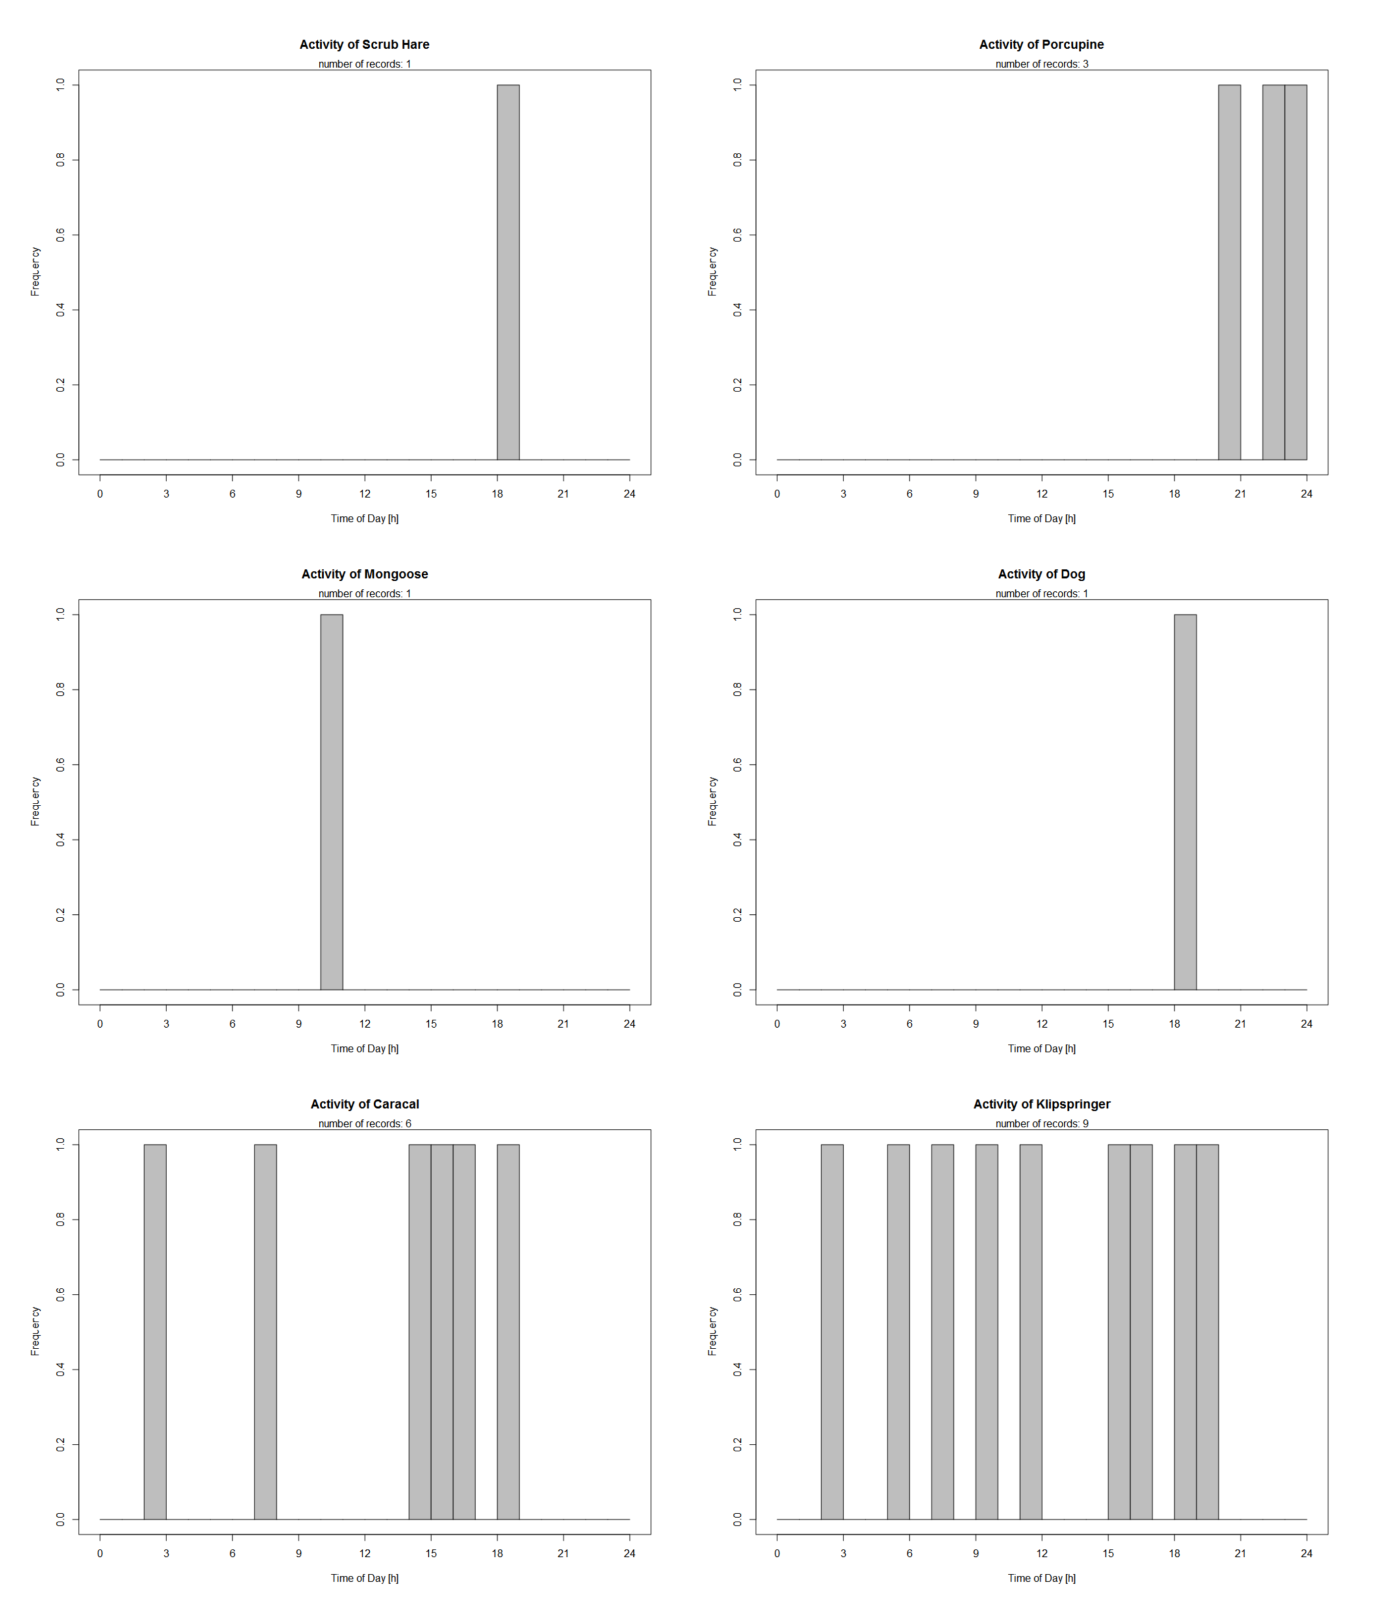 Activity of Scrub Hare
number of records: 1
1.0
0.8
0.6
0.4
0.2
0.0
Frequency
0 3 6 9 12 15 18 21 24
Time of Day [h]
Activity of Porcupine
number of records: 3
1.0
0.8
0.6
0.4
0.2
0.0
Frequency
0 3 6 9 12 15 18 21 24
Time of Day [h]
Activity of Mongoose
number of records: 1
1.0
0.8
0.6
0.4
0.2
0.0
Frequency
0 3 6 9 12 15 18 21 24
Time of Day [h]
Activity of Dog
number of records: 1
1.0
0.8
0.6
0.4
0.2
0.0
Frequency
0 3 6 9 12 15 18 21 24
Time of Day [h]
Activity of Caracal
number of records: 6
1.0
0.8
0.6
0.4
0.2
0.0
Frequency
0 3 6 9 12 15 18 21 24
Time of Day [h]
Activity of Klipspringer
number of records: 9
1.0
0.8
0.6
0.4
0.2
0.0
Frequency
0 3 6 9 12 15 18 21 24
Time of Day [h]